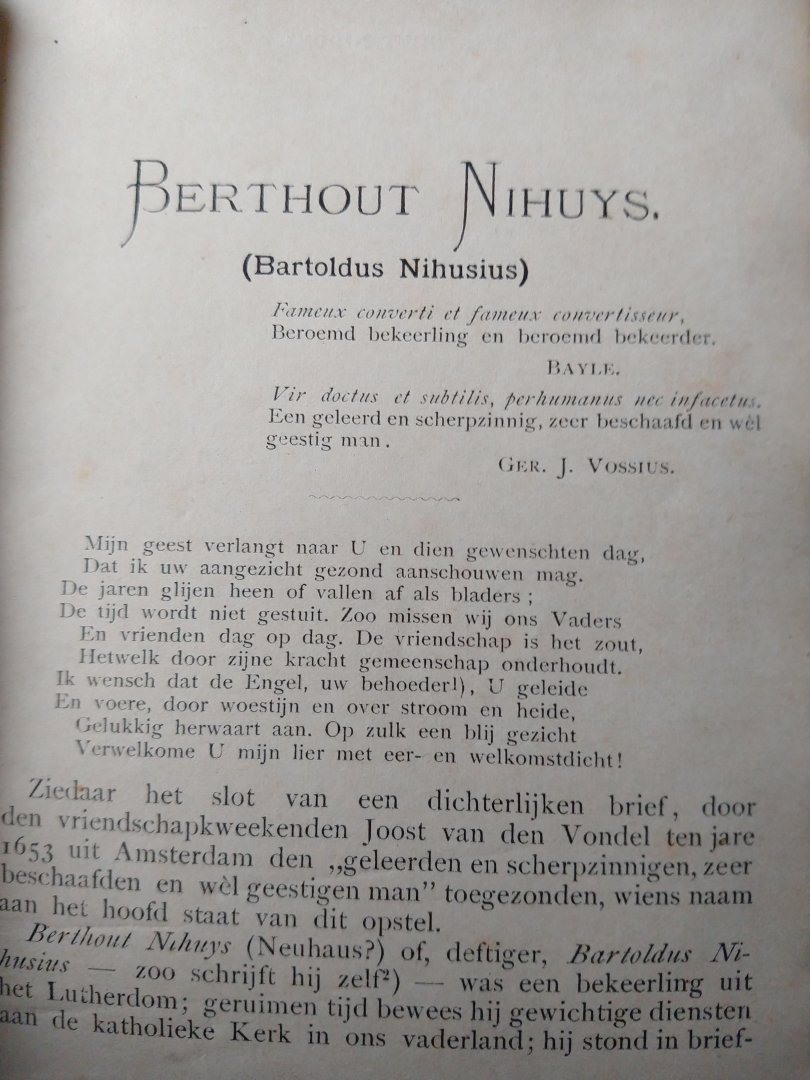 BERTHOUT NIHUYS.
(Bartoldus Nihusius)
Fameux converti et fameux convertisseur,
Beroemd bekeerling en beroemd bekeerder.
BAYLE.
Vir doctus et subtilis, perhumanus nec infacetus.
Een geleerd en scherpzinnig, zeer beschaafd en wèl
geestig man.
GER. J. VOSSIUS.
Mijn geest verlangt naar U en dien gewenschten dag,
Dat ik uw aangezicht gezond aanschouwen mag.
De jaren glijen heen of vallen af als bladers;
De tijd wordt niet gestuit. Zoo missen wij ons Vaders
En vrienden dag op dag. De vriendschap is het zout,
Hetwelk door zijne kracht gemeenschap onderhoudt.
Ik wensch dat de Engel, uw behoeder¹), U geleide
En voere, door woestijn en over stroom en heide,
Gelukkig herwaart aan. Op zulk een blij gezicht
Verwelkome U mijn lier met eer- en welkomstdicht!
Ziedaar het slot van een dichterlijken brief, door
den vriendschapkweekenden Joost van den Vondel ten jare
1653 uit Amsterdam den „geleerden en scherpzinnigen, zeer
beschaafden en wèl geestigen man” toegezonden, wiens naam
aan het hoofd staat van dit opstel.
Berthout Nihuys (Neuhaus?) of, deftiger, Bartoldus Ni-
husius — zoo schrijft hij zelf²) — was een bekeerling uit
het Lutherdom; geruimen tijd bewees hij gewichtige diensten
aan de katholieke Kerk in ons vaderland; hij stond in brief-